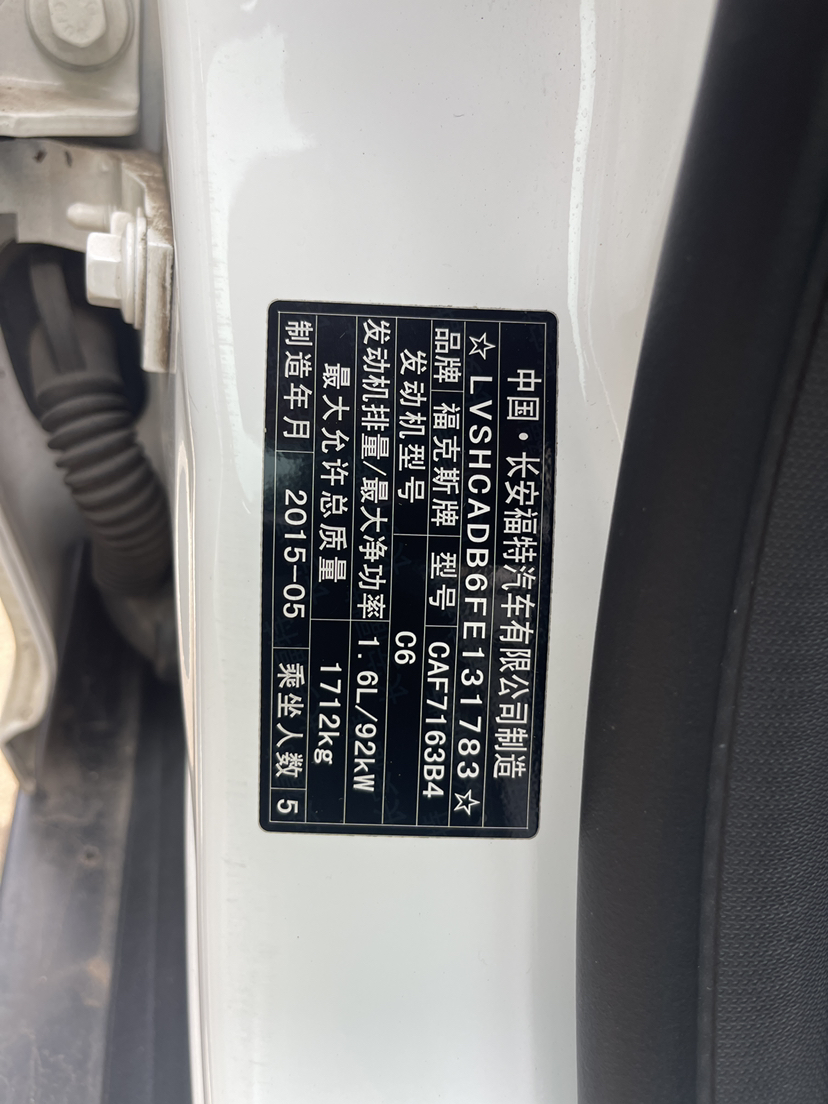 中国·长安福特汽车有限公司制造
☆LVSHCADB6FE131783☆
品牌 福克斯牌 型号 CAF7163B4
发动机型号 C6
发动机排量/最大净功率 1.6L/92kW
最大允许总质量 1712kg
制造年月 2015-05 乘坐人数 5